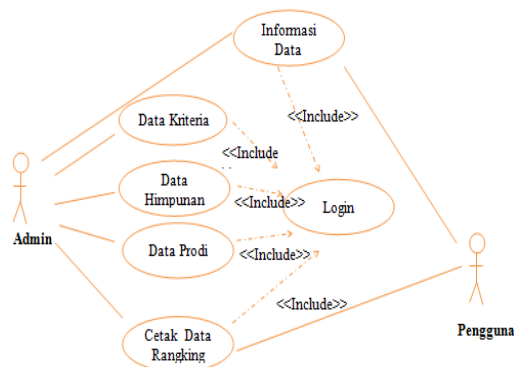 Informasi
Data
<<Include>>
Data Kriteria
<<Include
Data
Himpunan
<<Include>>
Login
Admin
Data Prodi
<<Include>>
<<Include>>
Cetak Data
Rangking
Pengguna